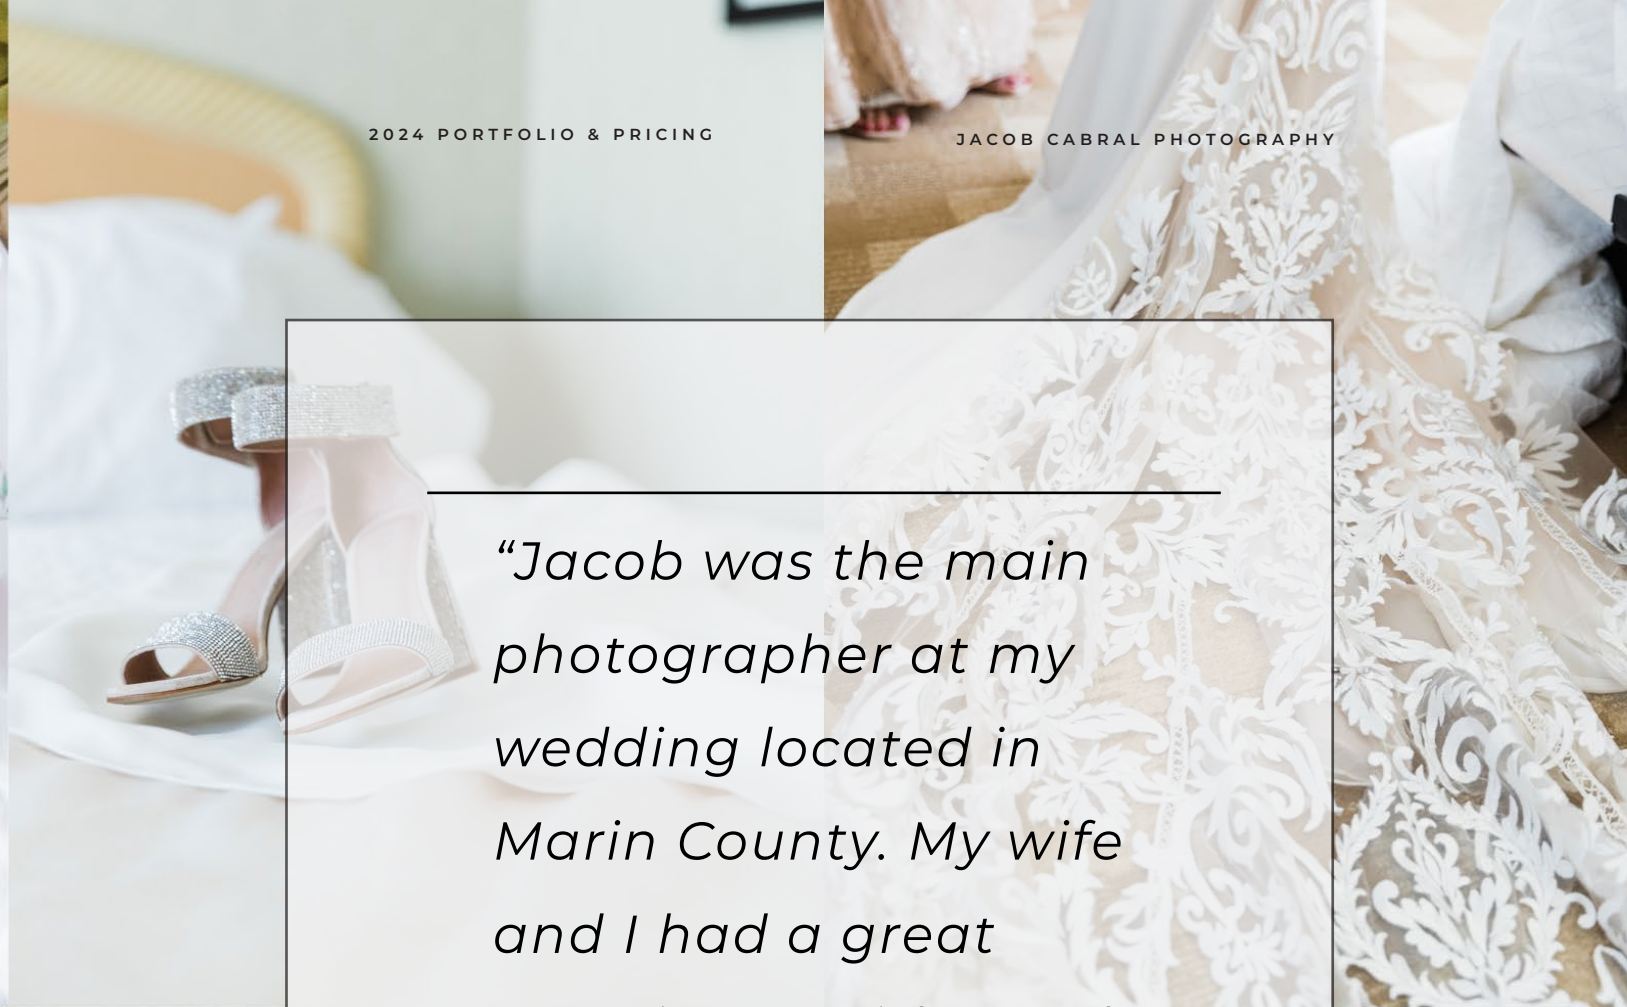 2024 PORTFOLIO & PRICING
JACOB CABRAL PHOTOGRAPHY
“Jacob was the main
photographer at my
wedding located in
Marin County. My wife
and I had a great